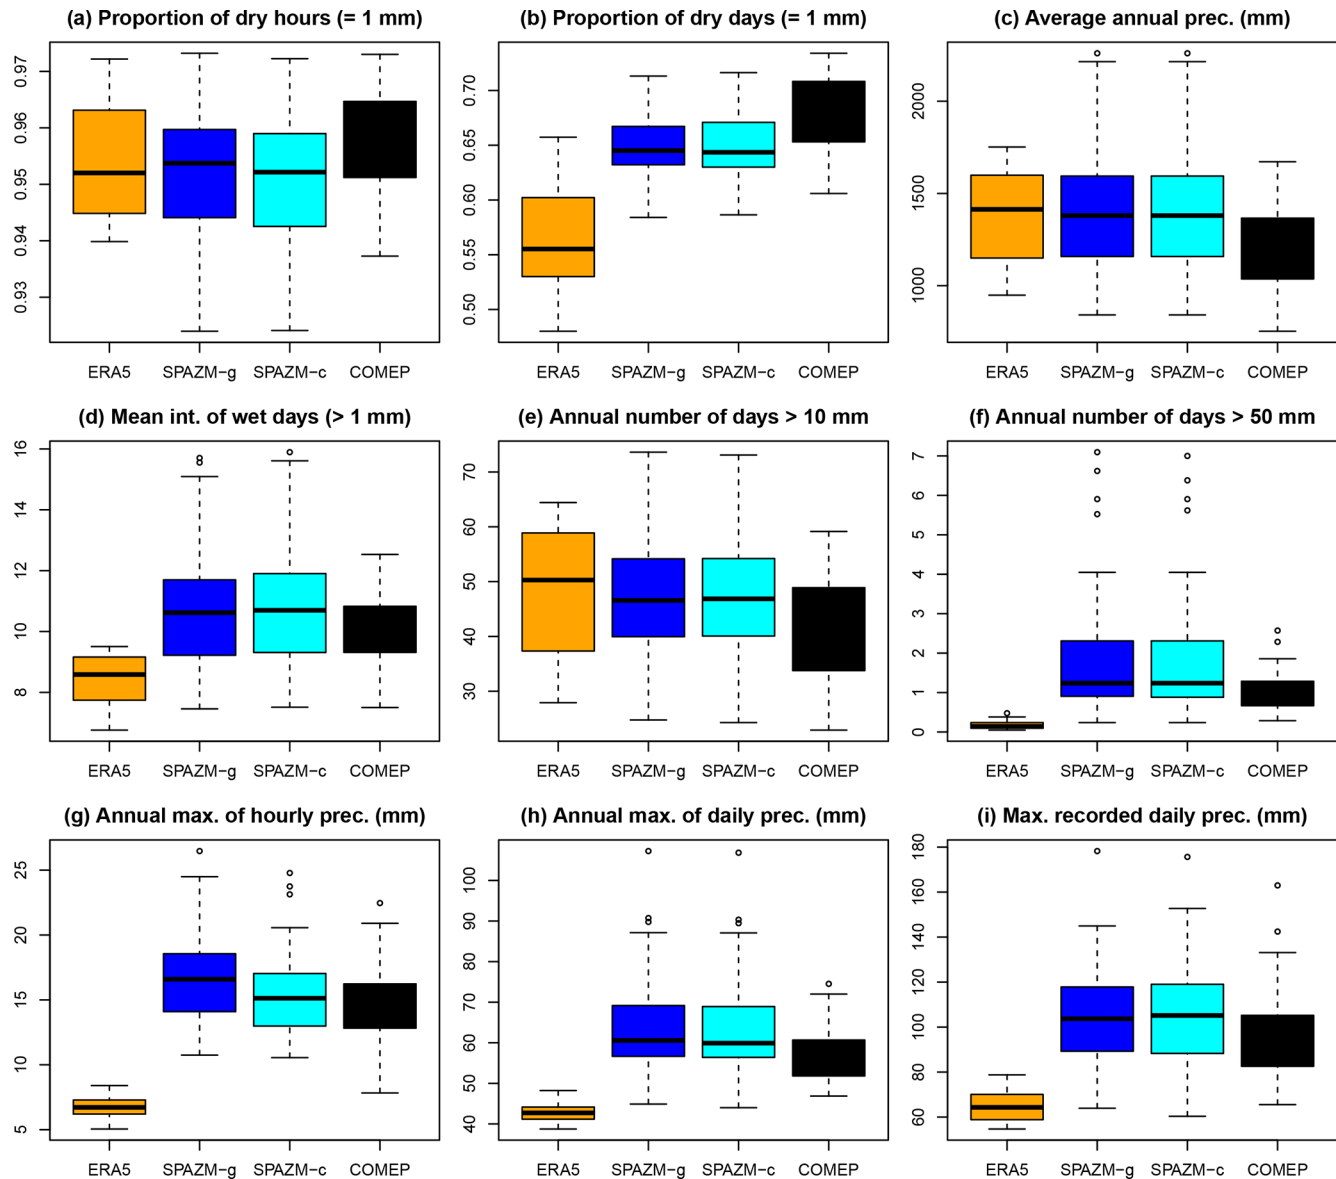 (a) Proportion of dry hours (= 1 mm)
0.97
0.96
0.95
0.94
0.93
ERA5 SPAZM−g SPAZM−c COMEP
(b) Proportion of dry days (= 1 mm)
0.70
0.65
0.60
0.55
0.50
ERA5 SPAZM−g SPAZM−c COMEP
(c) Average annual prec. (mm)
2000
1500
1000
ERA5 SPAZM−g SPAZM−c COMEP
(d) Mean int. of wet days (> 1 mm)
16
14
12
10
8
ERA5 SPAZM−g SPAZM−c COMEP
(e) Annual number of days > 10 mm
70
60
50
40
30
ERA5 SPAZM−g SPAZM−c COMEP
(f) Annual number of days > 50 mm
7
6
5
4
3
2
1
0
ERA5 SPAZM−g SPAZM−c COMEP
(g) Annual max. of hourly prec. (mm)
25
20
15
10
5
ERA5 SPAZM−g SPAZM−c COMEP
(h) Annual max. of daily prec. (mm)
100
90
80
70
60
50
40
ERA5 SPAZM−g SPAZM−c COMEP
(i) Max. recorded daily prec. (mm)
180
160
140
120
100
80
60
ERA5 SPAZM−g SPAZM−c COMEP